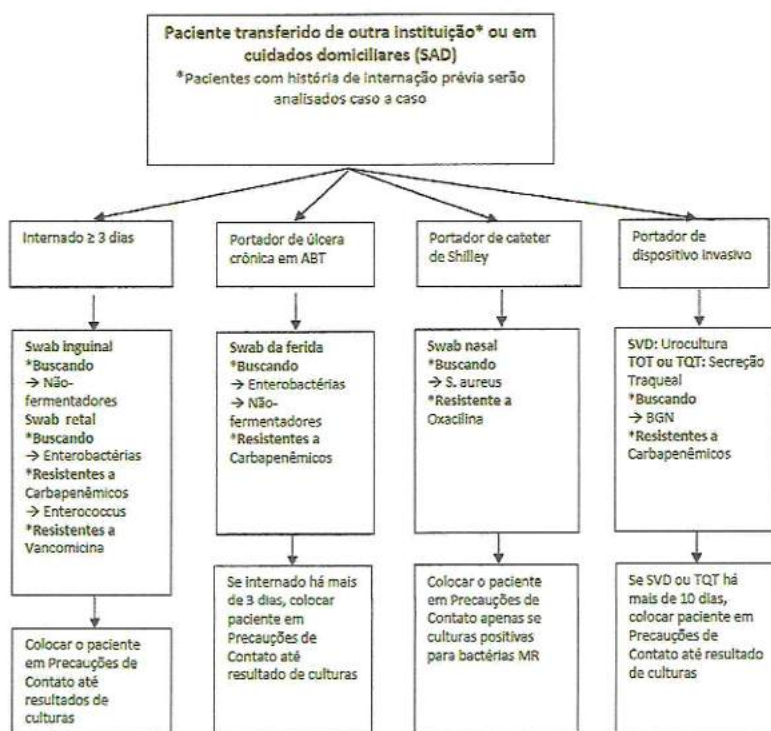 Paciente transferido de outra instituição* ou em
cuidados domiciliares (SAD)
*Pacientes com história de internação prévia serão
analisados caso a caso
Internado ≥ 3 dias
Portador de úlcera
crônica em ABT
Portador de cateter
de Shilley
Portador de
dispositivo invasivo
Swab inguinal
*Buscando
→ Não-
fermentadores
Swab retal
*Buscando
→ Enterobactérias
*Resistentes a
Carbapenêmicos
→ Enterococcus
*Resistentes a
Vancomicina
Swab da ferida
*Buscando
→ Enterobactérias
→ Não-
fermentadores
*Resistentes a
Carbapenêmicos
Swab nasal
*Buscando
→ S. aureus
*Resistente a
Oxacilina
SVD: Urocultura
TOT ou TQT: Secreção
Traqueal
*Buscando
→ BGN
*Resistentes a
Carbapenêmicos
Colocar o paciente
em Precauções de
Contato até
resultados de
culturas
Se internado há mais
de 3 dias, colocar
paciente em
Precauções de
Contato até
resultado de culturas
Colocar o paciente
em Precauções de
Contato apenas se
culturas positivas
para bactérias MR
Se SVD ou TQT há
mais de 10 dias,
colocar paciente em
Precauções de
Contato até resultado
de culturas